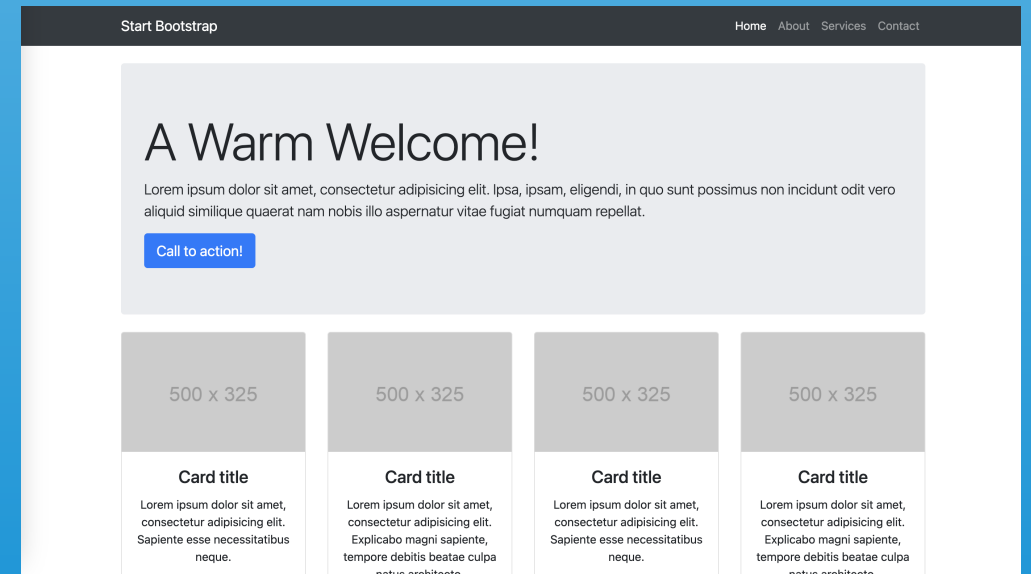 Start Bootstrap
Home About Services Contact
A Warm Welcome!
Lorem ipsum dolor sit amet, consectetur adipisicing elit. Ipsa, ipsam, eligendi, in quo sunt possimus non incidunt odit vero
aliquid similique quaerat nam nobis illo aspernatur vitae fugiat numquam repellat.
Call to action!
500 x 325
Card title
Lorem ipsum dolor sit amet,
consectetur adipisicing elit.
Sapiente esse necessitatibus
neque.
500 x 325
Card title
Lorem ipsum dolor sit amet,
consectetur adipisicing elit.
Explicabo magni sapiente,
tempore debitis beatae culpa
natus architecto
500 x 325
Card title
Lorem ipsum dolor sit amet,
consectetur adipisicing elit.
Sapiente esse necessitatibus
neque.
500 x 325
Card title
Lorem ipsum dolor sit amet,
consectetur adipisicing elit.
Explicabo magni sapiente,
tempore debitis beatae culpa
natus architecto